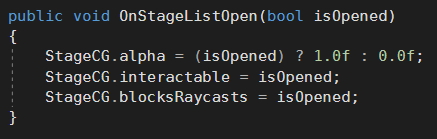 public void OnStageListOpen(bool isOpened)
{
    StageCG.alpha = (isOpened) ? 1.0f : 0.0f;
    StageCG.interactable = isOpened;
    StageCG.blocksRaycasts = isOpened;
}